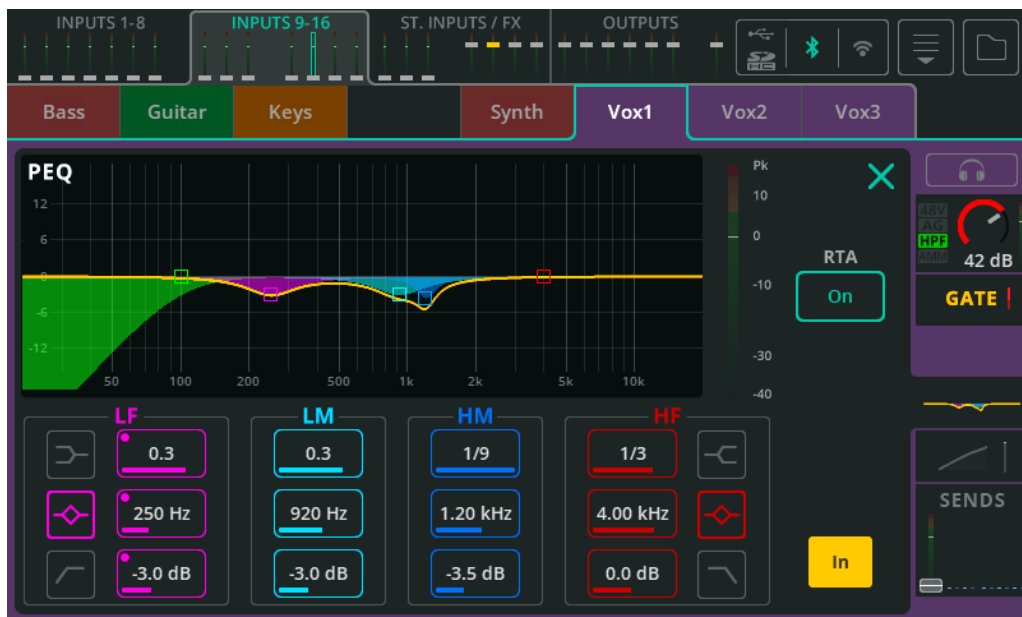 INPUTS 1-8 INPUTS 9-16 ST. INPUTS / FX OUTPUTS
Bass Guitar Keys Synth Vox1 Vox2 Vox3
PEQ
12
6
0
-6
-12
50 100 200 500 1k 2k 5k 10k
Pk
10
0
-10
-30
-40
RTA
On
48V
AG
HPF
AMM
42 dB
GATE
LF LM HM HF
0.3 0.3 1/9 1/3
250 Hz 920 Hz 1.20 kHz 4.00 kHz
-3.0 dB -3.0 dB -3.5 dB 0.0 dB
In
SENDS